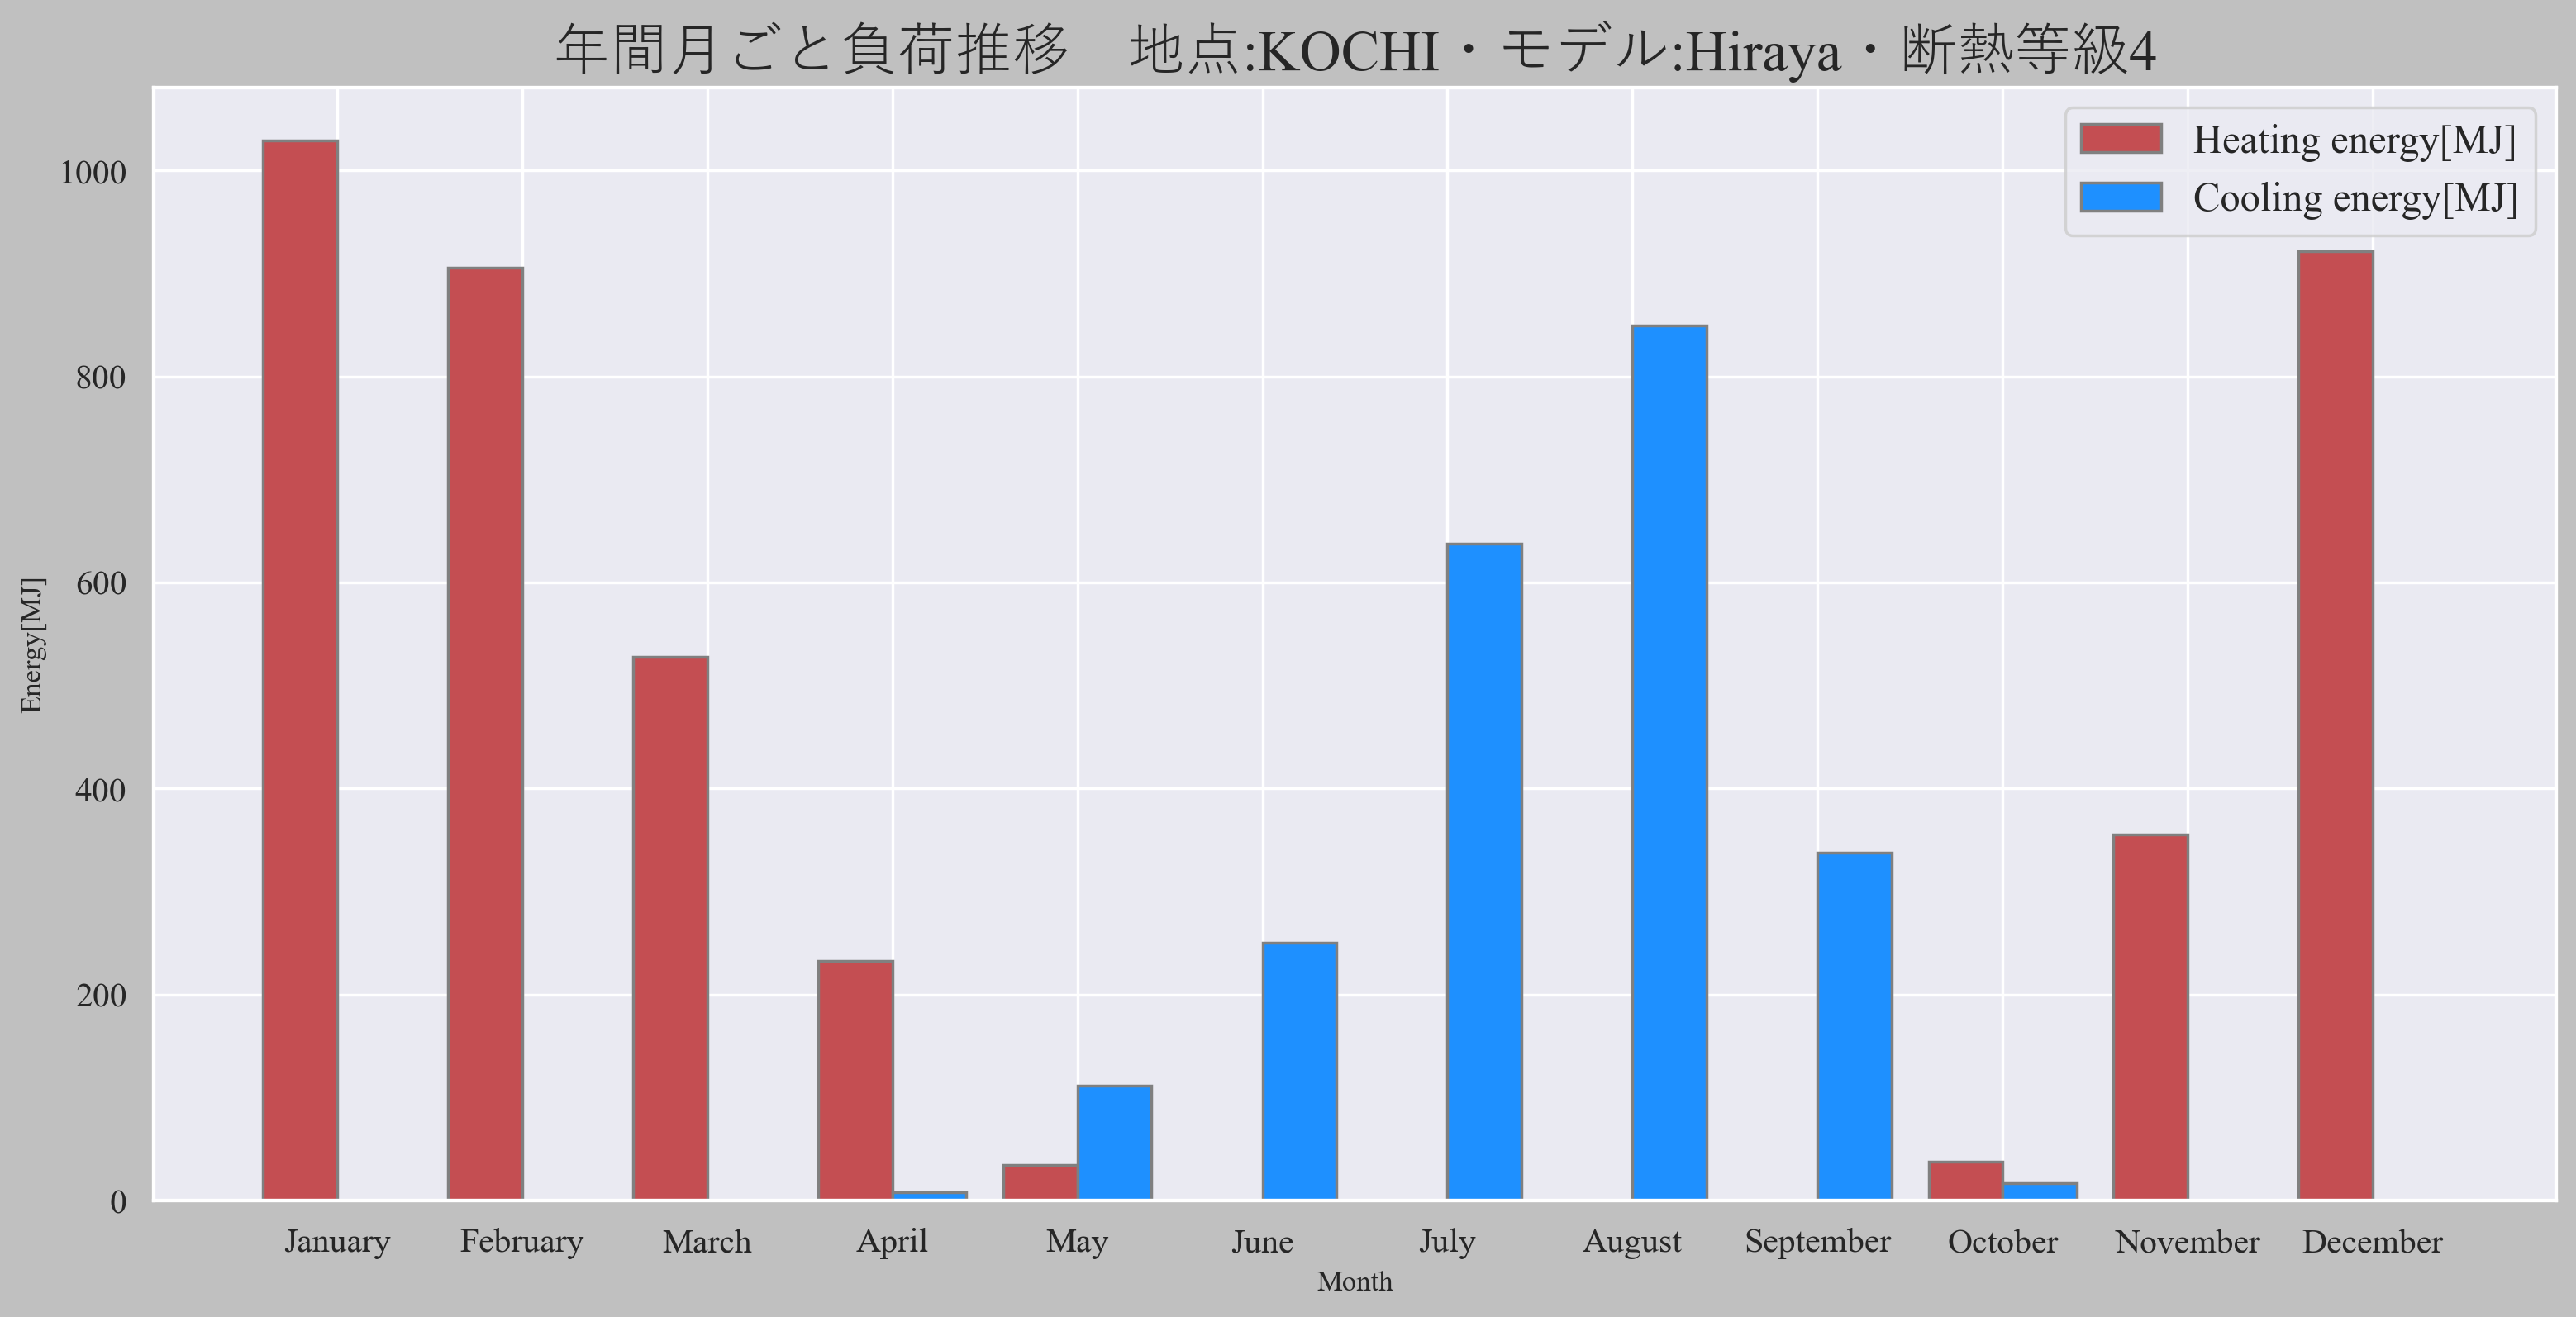 年間月ごと負荷推移　地点:KOCHI・モデル:Hiraya・断熱等級4
Heating energy[MJ]
Cooling energy[MJ]
Energy[MJ]
1000
800
600
400
200
0
January February March April May June July August September October November December
Month